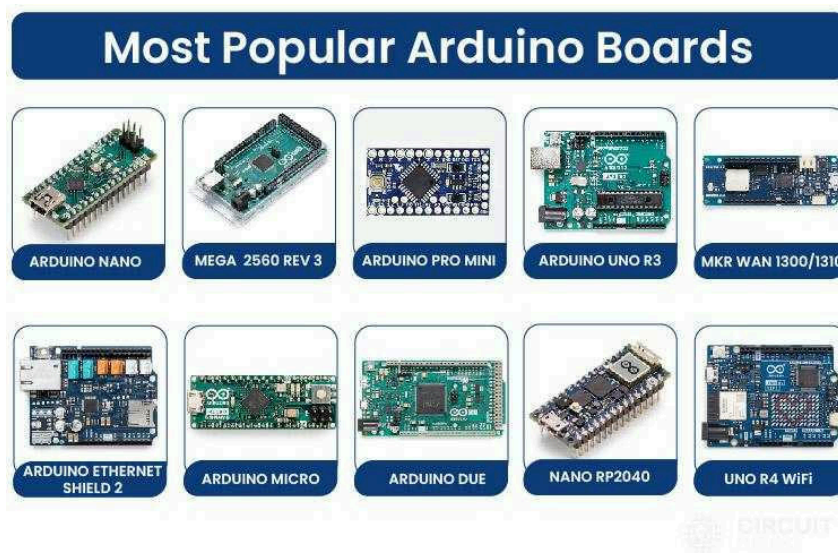 Most Popular Arduino Boards
ARDUINO NANO
MEGA 2560 REV 3
ARDUINO PRO MINI
ARDUINO UNO R3
MKR WAN 1300/1310
ARDUINO ETHERNET
SHIELD 2
ARDUINO MICRO
ARDUINO DUE
NANO RP2040
UNO R4 WiFi
CIRCUIT